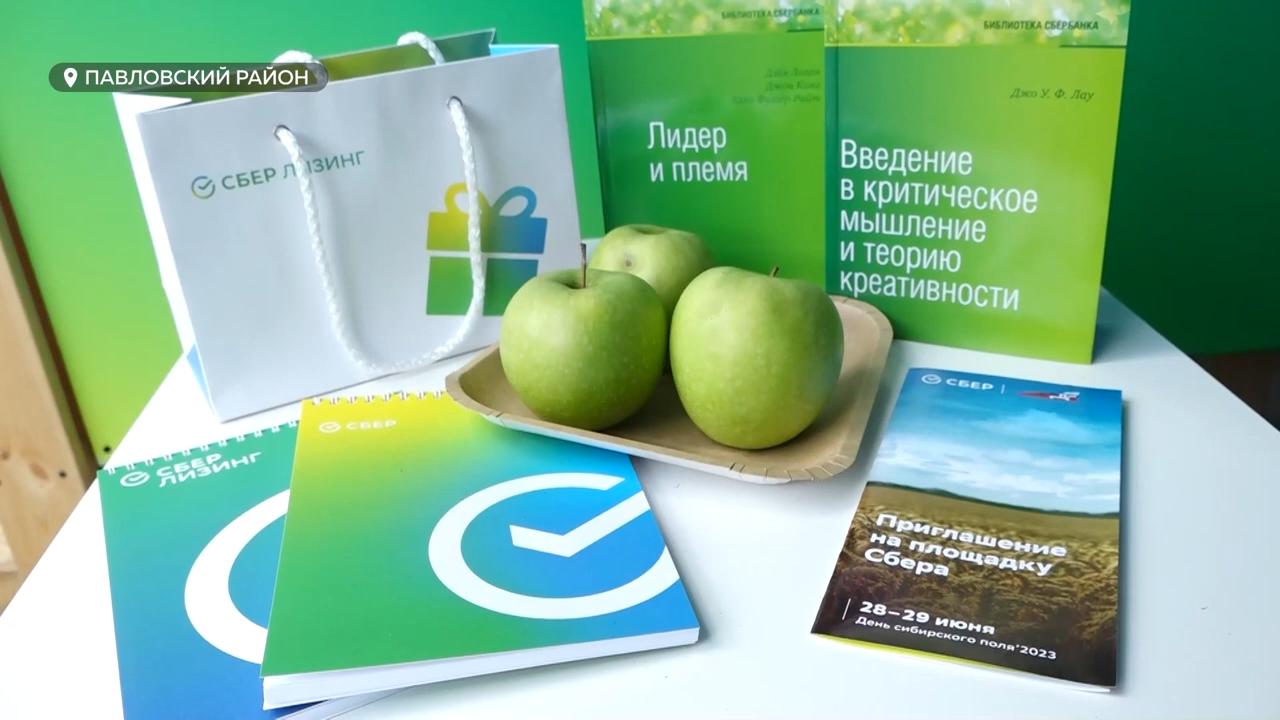 ПАВЛОВСКИЙ РАЙОН
СБЕР ЛИЗИНГ
БИБЛИОТЕКА СБЕРБАНКА
Лидер
и племя
БИБЛИОТЕКА СБЕРБАНКА
Джо У. Ф. Лау
Введение
в критическое
мышление
и теорию
креативности
СБЕР
ЛИЗИНГ
СБЕР
СБЕР
Приглашение
на площадку
Сбера
28–29 июня
День сибирского поля'2023